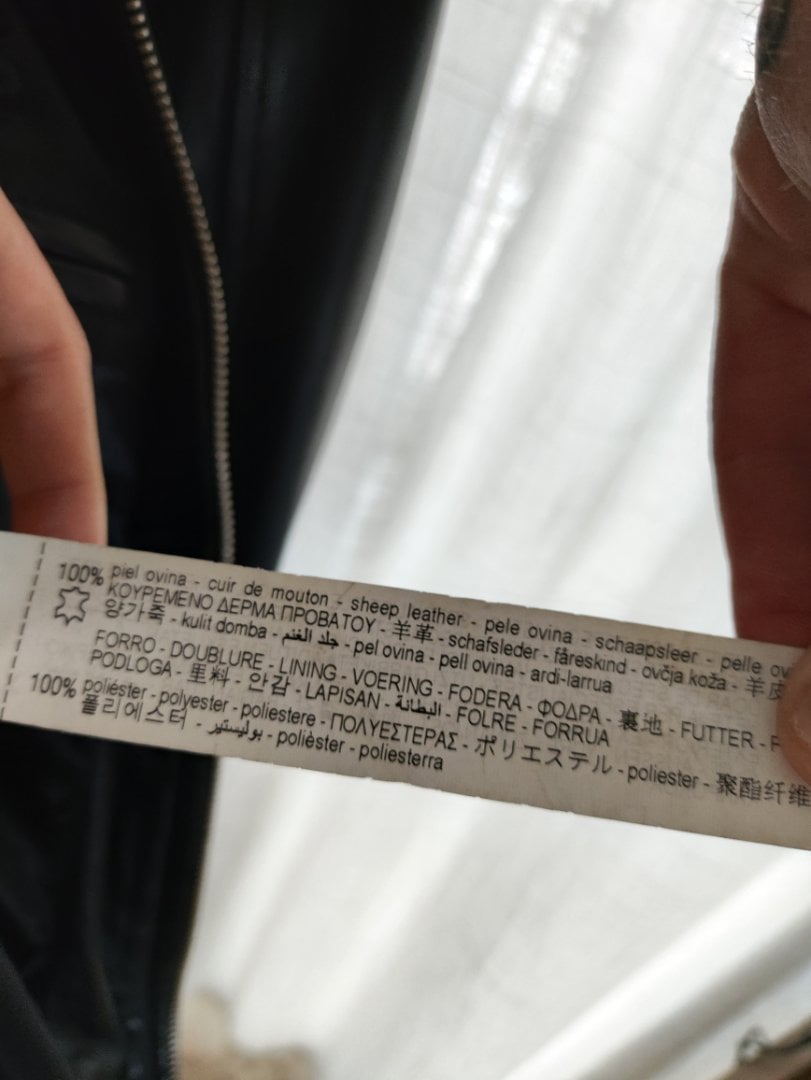 100% piel ovina - cuir de mouton - sheep leather - pele ovina - schaapsleer - pelle
ΚΟΥΡΕΜΕΝΟ ΔΕΡΜΑ ΠΡΟΒΑΤΟΥ - 羊革 - schafsleder - fåreskind - ovčja koža - 羊皮
양가죽 - kulit domba - جلد الغنم - pel ovina - pell ovina - ardi-larrua
FORRO - DOUBLURE - LINING - VOERING - FODERA - ΦΟΔΡΑ - 裏地 - FUTTER -
PODLOGA - 里料 - 안감 - LAPISAN - البطانة - FOLRE - FORRUA
100% poliéster - polyester - poliestere - ΠΟΛΥΕΣΤΕΡΑΣ - ポリエステル - poliester - 聚酯纤维
폴리에스터 - بوليستير - polièster - poliesterra